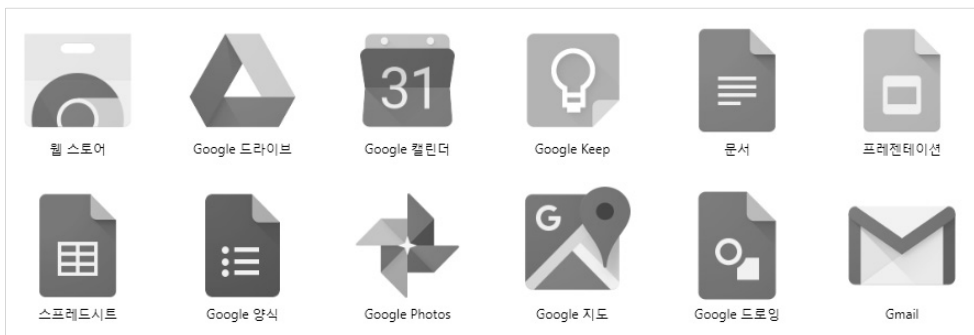 31
웹 스토어
Google 드라이브
Google 캘린더
Google Keep
문서
프레젠테이션
G
스프레드시트
Google 양식
Google Photos
Google 지도
Google 드로잉
Gmail